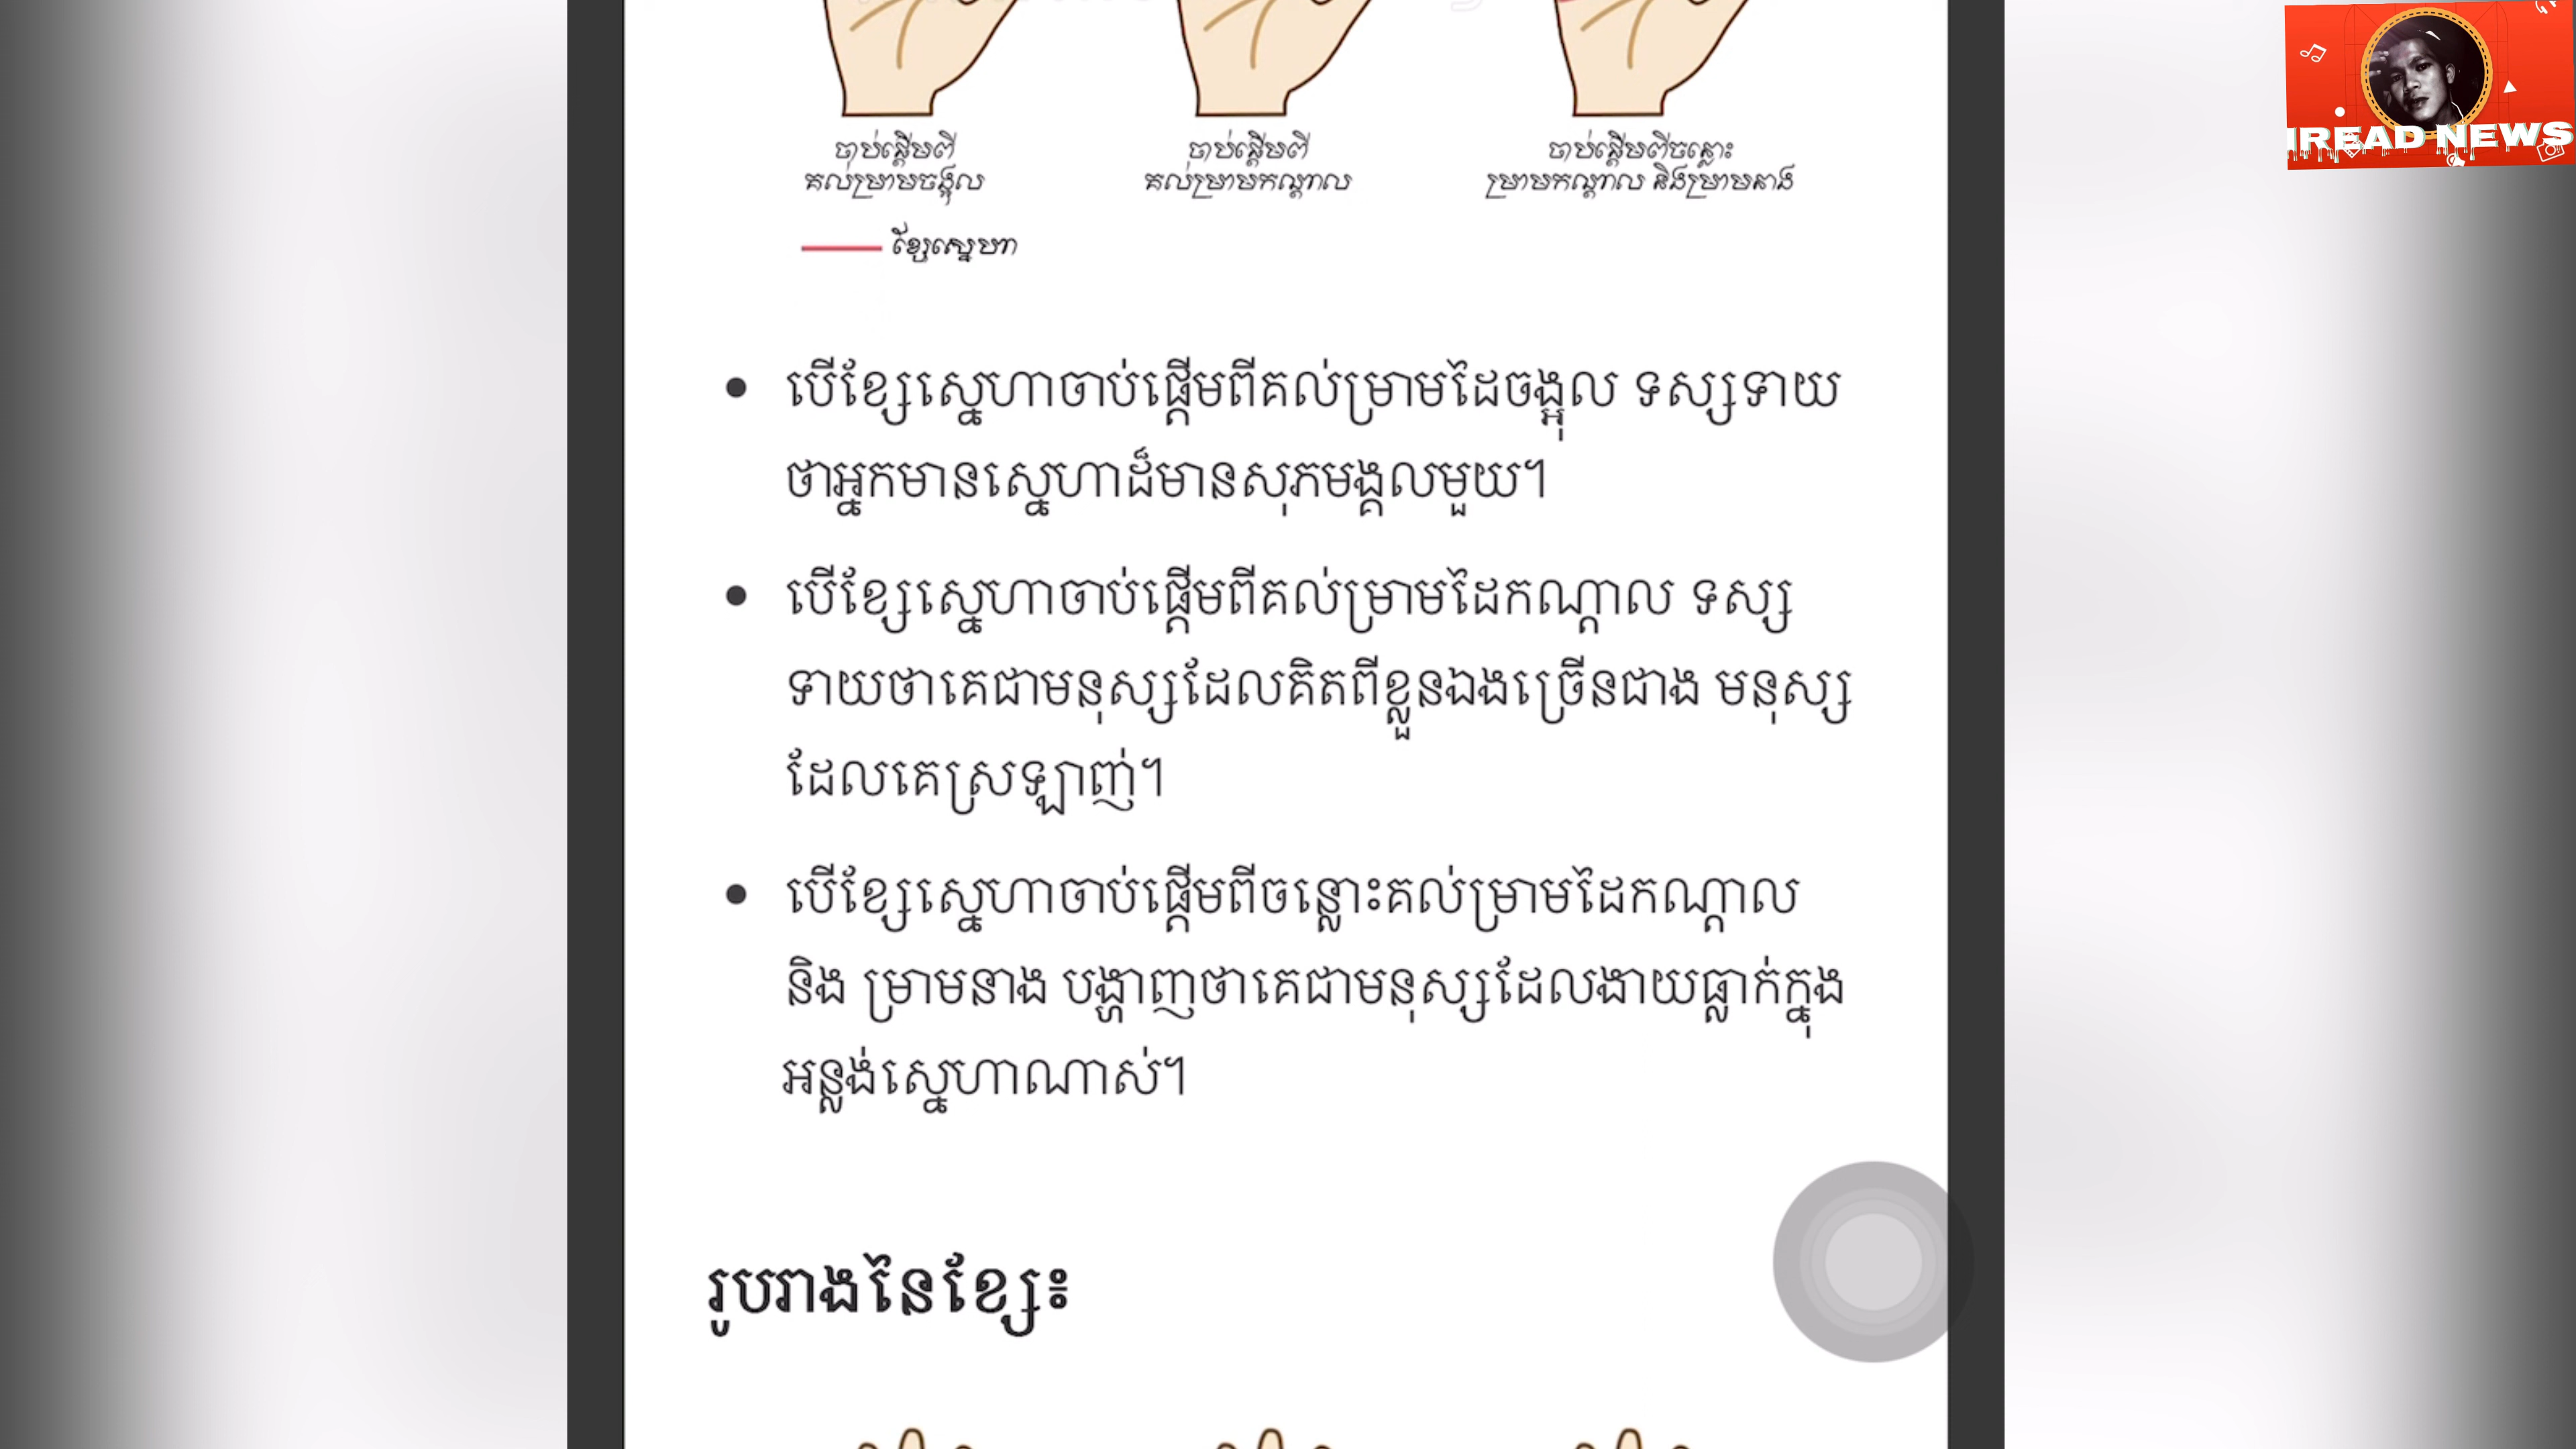 ចាប់ផ្ដើមពី
គល់ម្រាមចង្អុល
ចាប់ផ្ដើមពី
គល់ម្រាមកណ្ដាល
ចាប់ផ្ដើមពីចន្លោះ
ម្រាមកណ្ដាល និងម្រាមនាង
ខ្សែស្នេហា
IREAD NEWS
• បើខ្សែស្នេហាចាប់ផ្ដើមពីគល់ម្រាមដៃចង្អុល ទស្សទាយ
ថាអ្នកមានស្នេហាដ៏មានសុភមង្គលមួយ។
• បើខ្សែស្នេហាចាប់ផ្ដើមពីគល់ម្រាមដៃកណ្ដាល ទស្ស
ទាយថាគេជាមនុស្សដែលគិតពីខ្លួនឯងច្រើនជាង មនុស្ស
ដែលគេស្រឡាញ់។
• បើខ្សែស្នេហាចាប់ផ្ដើមពីចន្លោះគល់ម្រាមដៃកណ្ដាល
និង ម្រាមនាង បង្ហាញថាគេជាមនុស្សដែលងាយធ្លាក់ក្នុង
អន្លង់ស្នេហាណាស់។
រូបរាងនៃខ្សែ៖